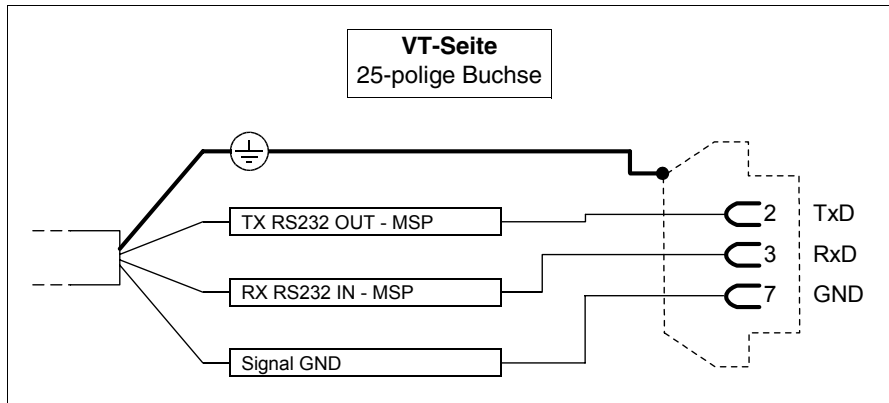 VT-Seite
25-polige Buchse
TX RS232 OUT - MSP
2 TxD
RX RS232 IN - MSP
3 RxD
7 GND
Signal GND